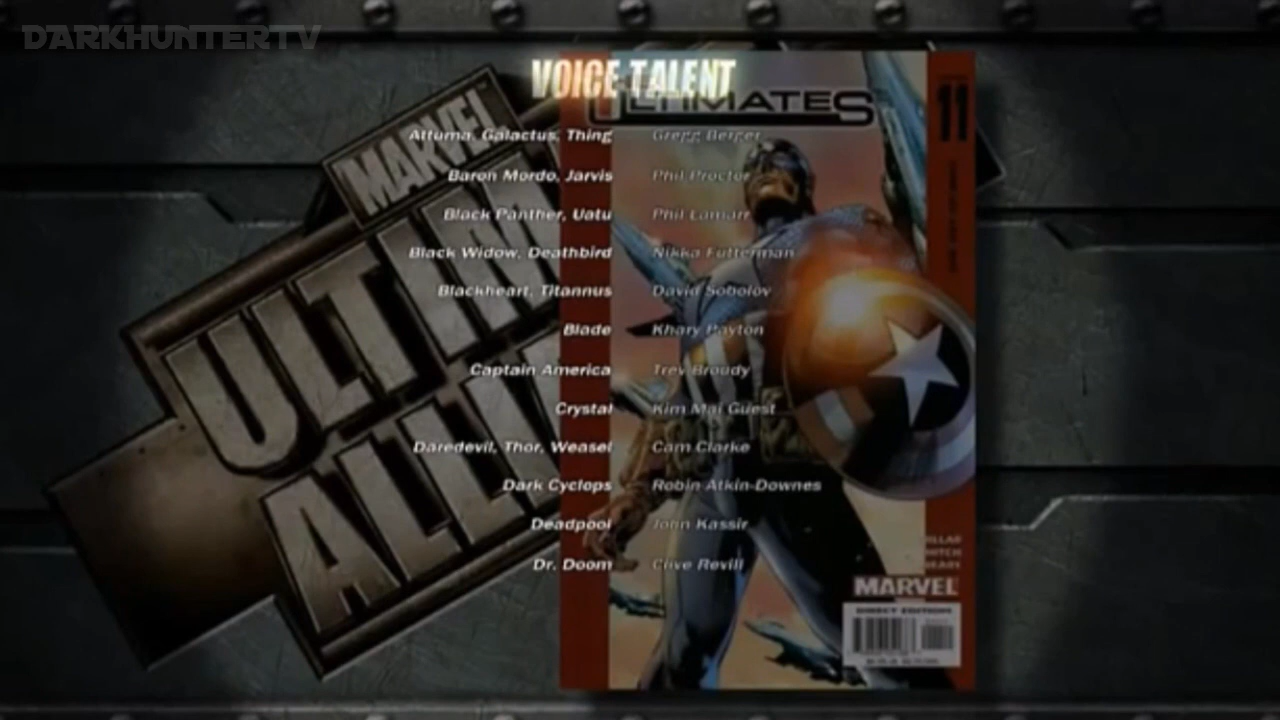 DARKHUNTERTV
VOICE TALENT
ULTIMATES
11
MARVEL
ULTIM
ALLI
Attuma, Galactus, Thing Gregg Berger
Baron Mordo, Jarvis Phil Proctor
Black Panther, Uatu Phil Lamarr
Black Widow, Deathbird Nikka Futterman
Blackheart, Titannus David Sobolov
Blade Khary Payton
Captain America Trev Broudy
Crystal Kim Mai Guest
Daredevil, Thor, Weasel Cam Clarke
Dark Cyclops Robin Atkin-Downes
Deadpool John Kassir
Dr. Doom Clive Revill
MARVEL
DIRECT EDITION